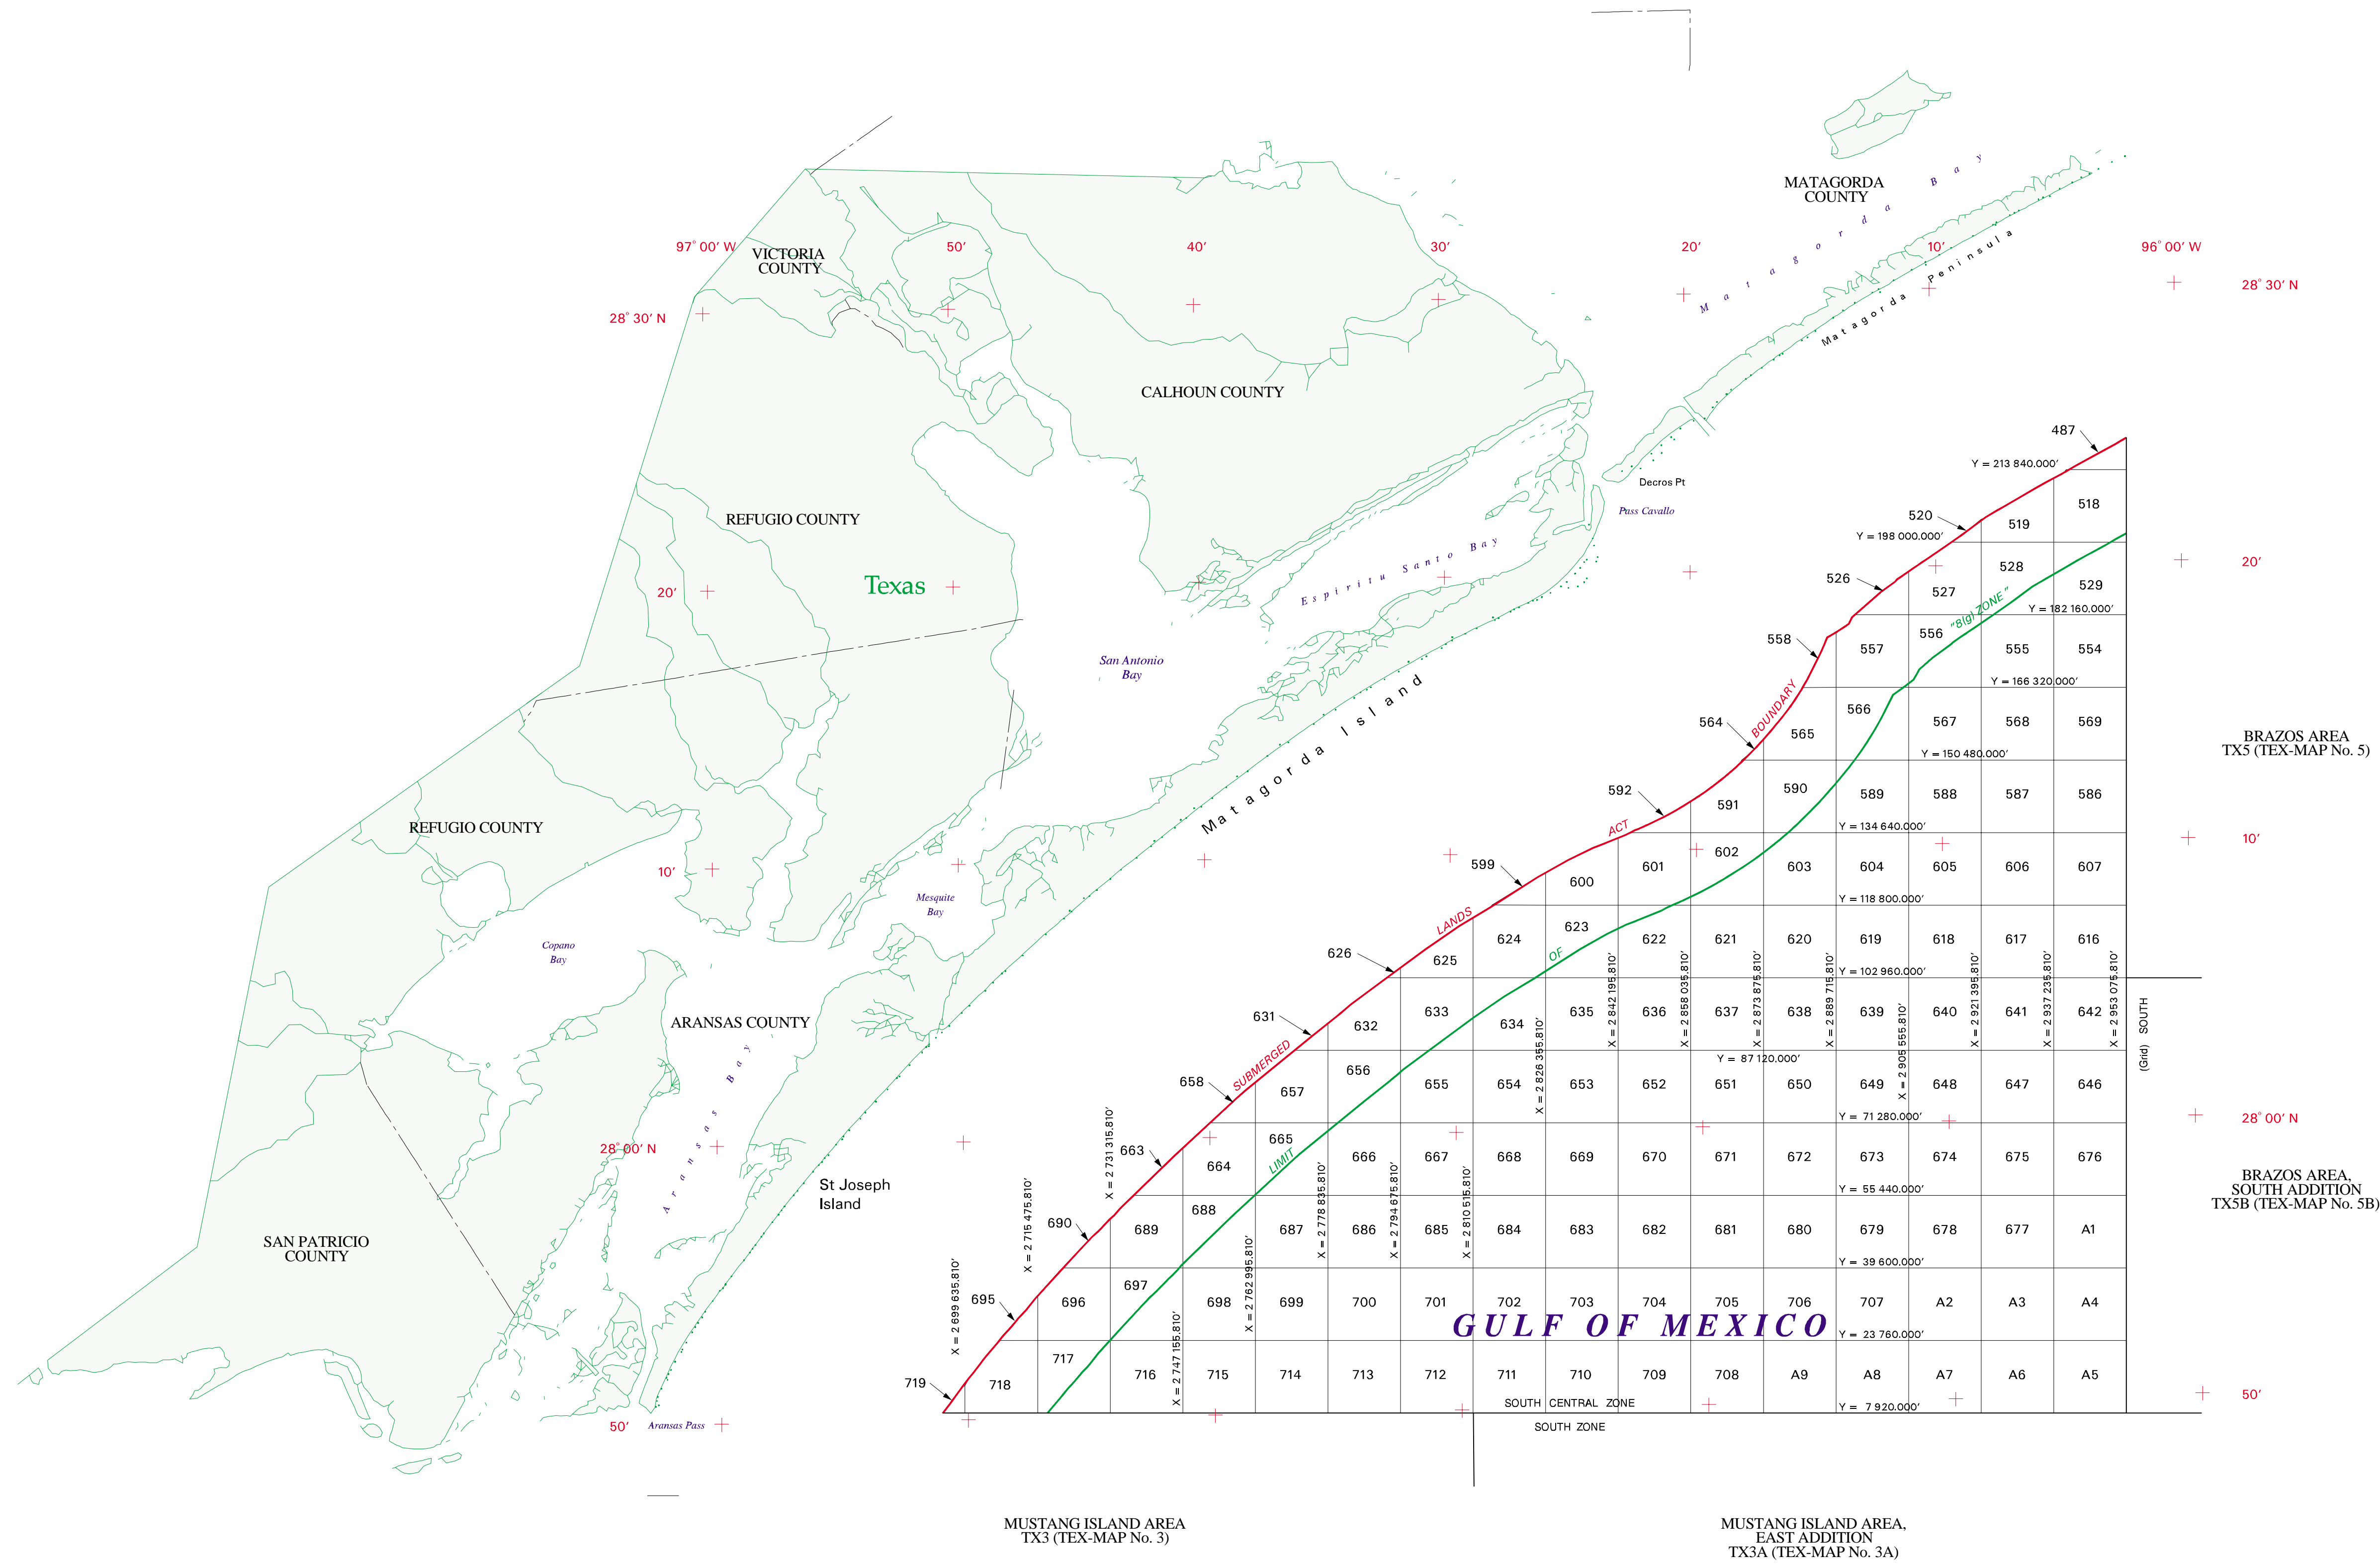 MATAGORDA
COUNTY
Matagorda Bay
Matagorda Peninsula
97° 00′ W
50′
40′
30′
20′
10′
96° 00′ W
VICTORIA
COUNTY
28° 30′ N
28° 30′ N
CALHOUN COUNTY
487
Y = 213 840.000′
Decros Pt
Pass Cavallo
REFUGIO COUNTY
518
520
519
Y = 198 000.000′
Espiritu Santo Bay
20′
Texas
20′
526
527
528
529
"8(g) ZONE"
Y = 182 160.000′
San Antonio
Bay
558
557
556
555
554
Y = 166 320.000′
Matagorda Island
BOUNDARY
564
565
566
567
568
569
BRAZOS AREA
TX5 (TEX-MAP No. 5)
Y = 150 480.000′
592
591
590
589
588
587
586
REFUGIO COUNTY
ACT
Y = 134 640.000′
10′
10′
599
600
601
602
603
604
605
606
607
Mesquite
Bay
Y = 118 800.000′
LANDS
Copano
Bay
626
625
624
623
622
621
620
619
618
617
616
OF
Y = 102 960.000′
ARANSAS COUNTY
631
632
633
634
635
636
637
638
639
640
641
642
X = 2 826 355.810′
X = 2 842 195.810′
X = 2 858 035.810′
X = 2 873 875.810′
X = 2 889 715.810′
X = 2 905 555.810′
X = 2 921 395.810′
X = 2 937 235.810′
X = 2 953 075.810′
(Grid) SOUTH
Aransas Bay
SUBMERGED
Y = 87 120.000′
658
657
656
655
654
653
652
651
650
649
648
647
646
Y = 71 280.000′
28° 00′ N
28° 00′ N
663
664
665
666
667
668
669
670
671
672
673
674
675
676
LIMIT
Y = 55 440.000′
St Joseph
Island
BRAZOS AREA,
SOUTH ADDITION
TX5B (TEX-MAP No. 5B)
X = 2 699 635.810′
X = 2 715 475.810′
X = 2 731 315.810′
X = 2 747 155.810′
X = 2 762 995.810′
X = 2 778 835.810′
X = 2 794 675.810′
X = 2 810 515.810′
690
689
688
687
686
685
684
683
682
681
680
679
678
677
A1
SAN PATRICIO
COUNTY
Y = 39 600.000′
695
696
697
698
699
700
701
702
703
704
705
706
707
A2
A3
A4
GULF OF MEXICO
Y = 23 760.000′
719
718
717
716
715
714
713
712
711
710
709
708
A9
A8
A7
A6
A5
50′
SOUTH CENTRAL ZONE
Y = 7 920.000′
50′
Aransas Pass
SOUTH ZONE
MUSTANG ISLAND AREA
TX3 (TEX-MAP No. 3)
MUSTANG ISLAND AREA,
EAST ADDITION
TX3A (TEX-MAP No. 3A)